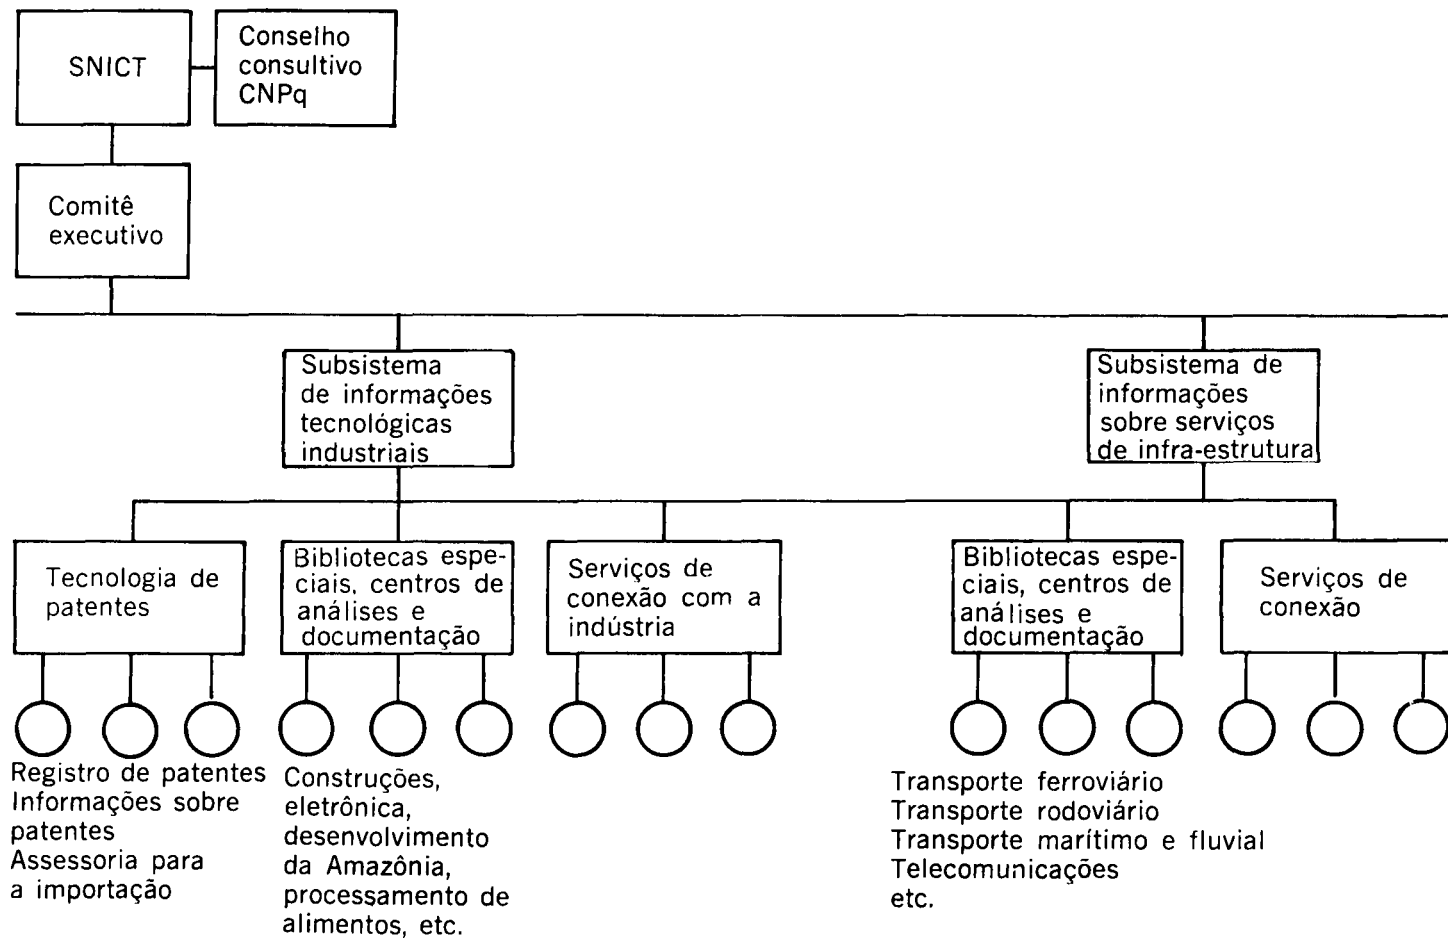 SNICT
Conselho
consultivo
CNPq
Comitê
executivo
Subsistema
de informações
tecnológicas
industriais
Subsistema de
informações
sobre serviços
de infra-estrutura
Tecnologia de
patentes
Bibliotecas espe-
ciais, centros de
análises e
documentação
Serviços de
conexão com a
indústria
Bibliotecas espe-
ciais, centros de
análises e
documentação
Serviços de
conexão
Registro de patentes
Informações sobre
patentes
Assessoria para
a importação
Construções,
eletrônica,
desenvolvimento
da Amazônia,
processamento de
alimentos, etc.
Transporte ferroviário
Transporte rodoviário
Transporte marítimo e fluvial
Telecomunicações
etc.